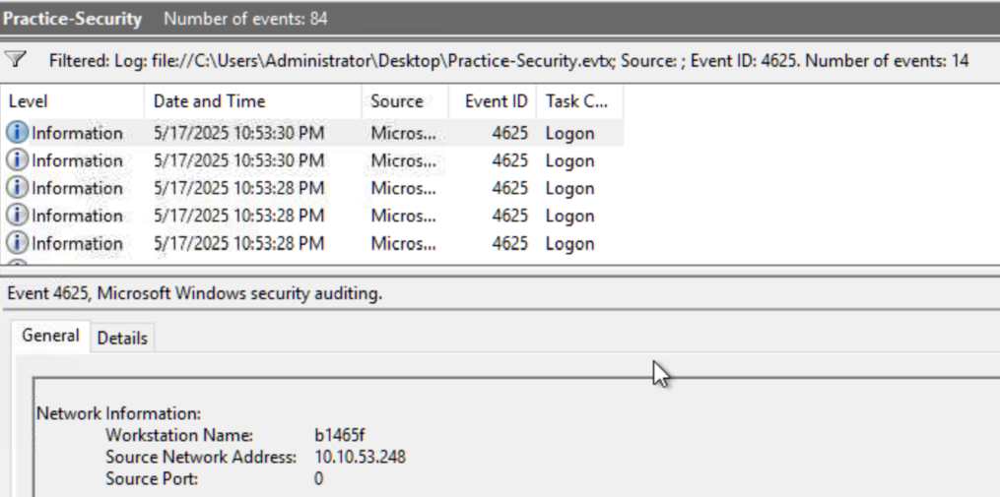 Practice-Security Number of events: 84
Filtered: Log: file://C:\Users\Administrator\Desktop\Practice-Security.evtx; Source: ; Event ID: 4625. Number of events: 14
Level Date and Time Source Event ID Task C...
Information 5/17/2025 10:53:30 PM Micros... 4625 Logon
Information 5/17/2025 10:53:30 PM Micros... 4625 Logon
Information 5/17/2025 10:53:28 PM Micros... 4625 Logon
Information 5/17/2025 10:53:28 PM Micros... 4625 Logon
Information 5/17/2025 10:53:28 PM Micros... 4625 Logon
Event 4625, Microsoft Windows security auditing.
General Details
Network Information:
Workstation Name: b1465f
Source Network Address: 10.10.53.248
Source Port: 0